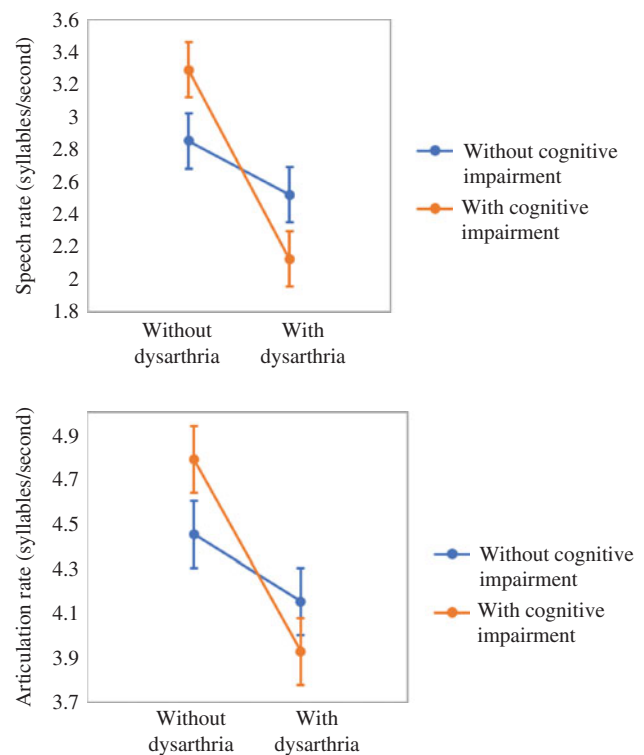 Speech rate (syllables/second)
3.6
3.4
3.2
3
2.8
2.6
2.4
2.2
2
1.8
Without
dysarthria
With
dysarthria
Without cognitive
impairment
With cognitive
impairment
Articulation rate (syllables/second)
4.9
4.7
4.5
4.3
4.1
3.9
3.7
Without
dysarthria
With
dysarthria
Without cognitive
impairment
With cognitive
impairment